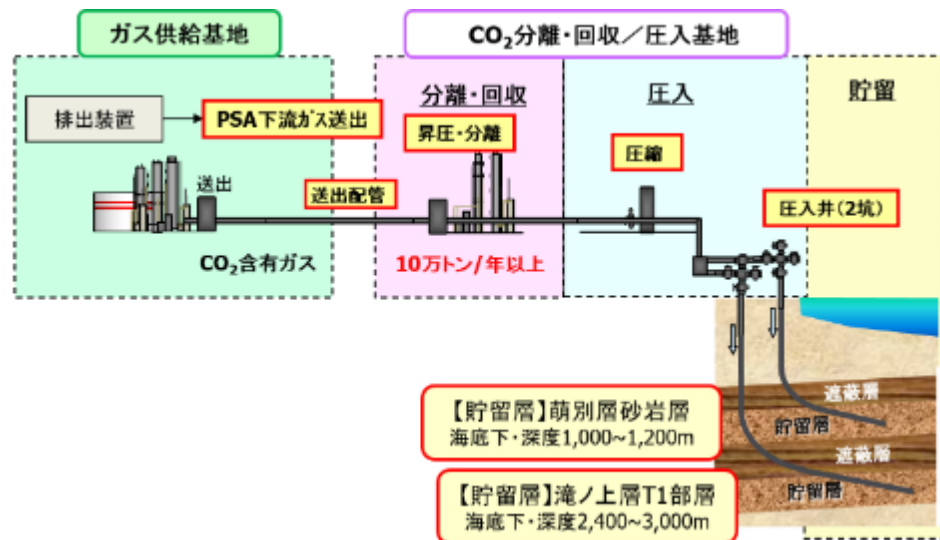 ガス供給基地
CO₂分離・回収／圧入基地
排出装置
PSA下流ガス送出
送出
送出配管
CO₂含有ガス
分離・回収
昇圧・分離
10万トン/年以上
圧入
圧縮
貯留
圧入井(2坑)
遮蔽層
貯留層
遮蔽層
貯留層
【貯留層】萌別層砂岩層
海底下・深度1,000~1,200m
【貯留層】滝ノ上層T1部層
海底下・深度2,400~3,000m